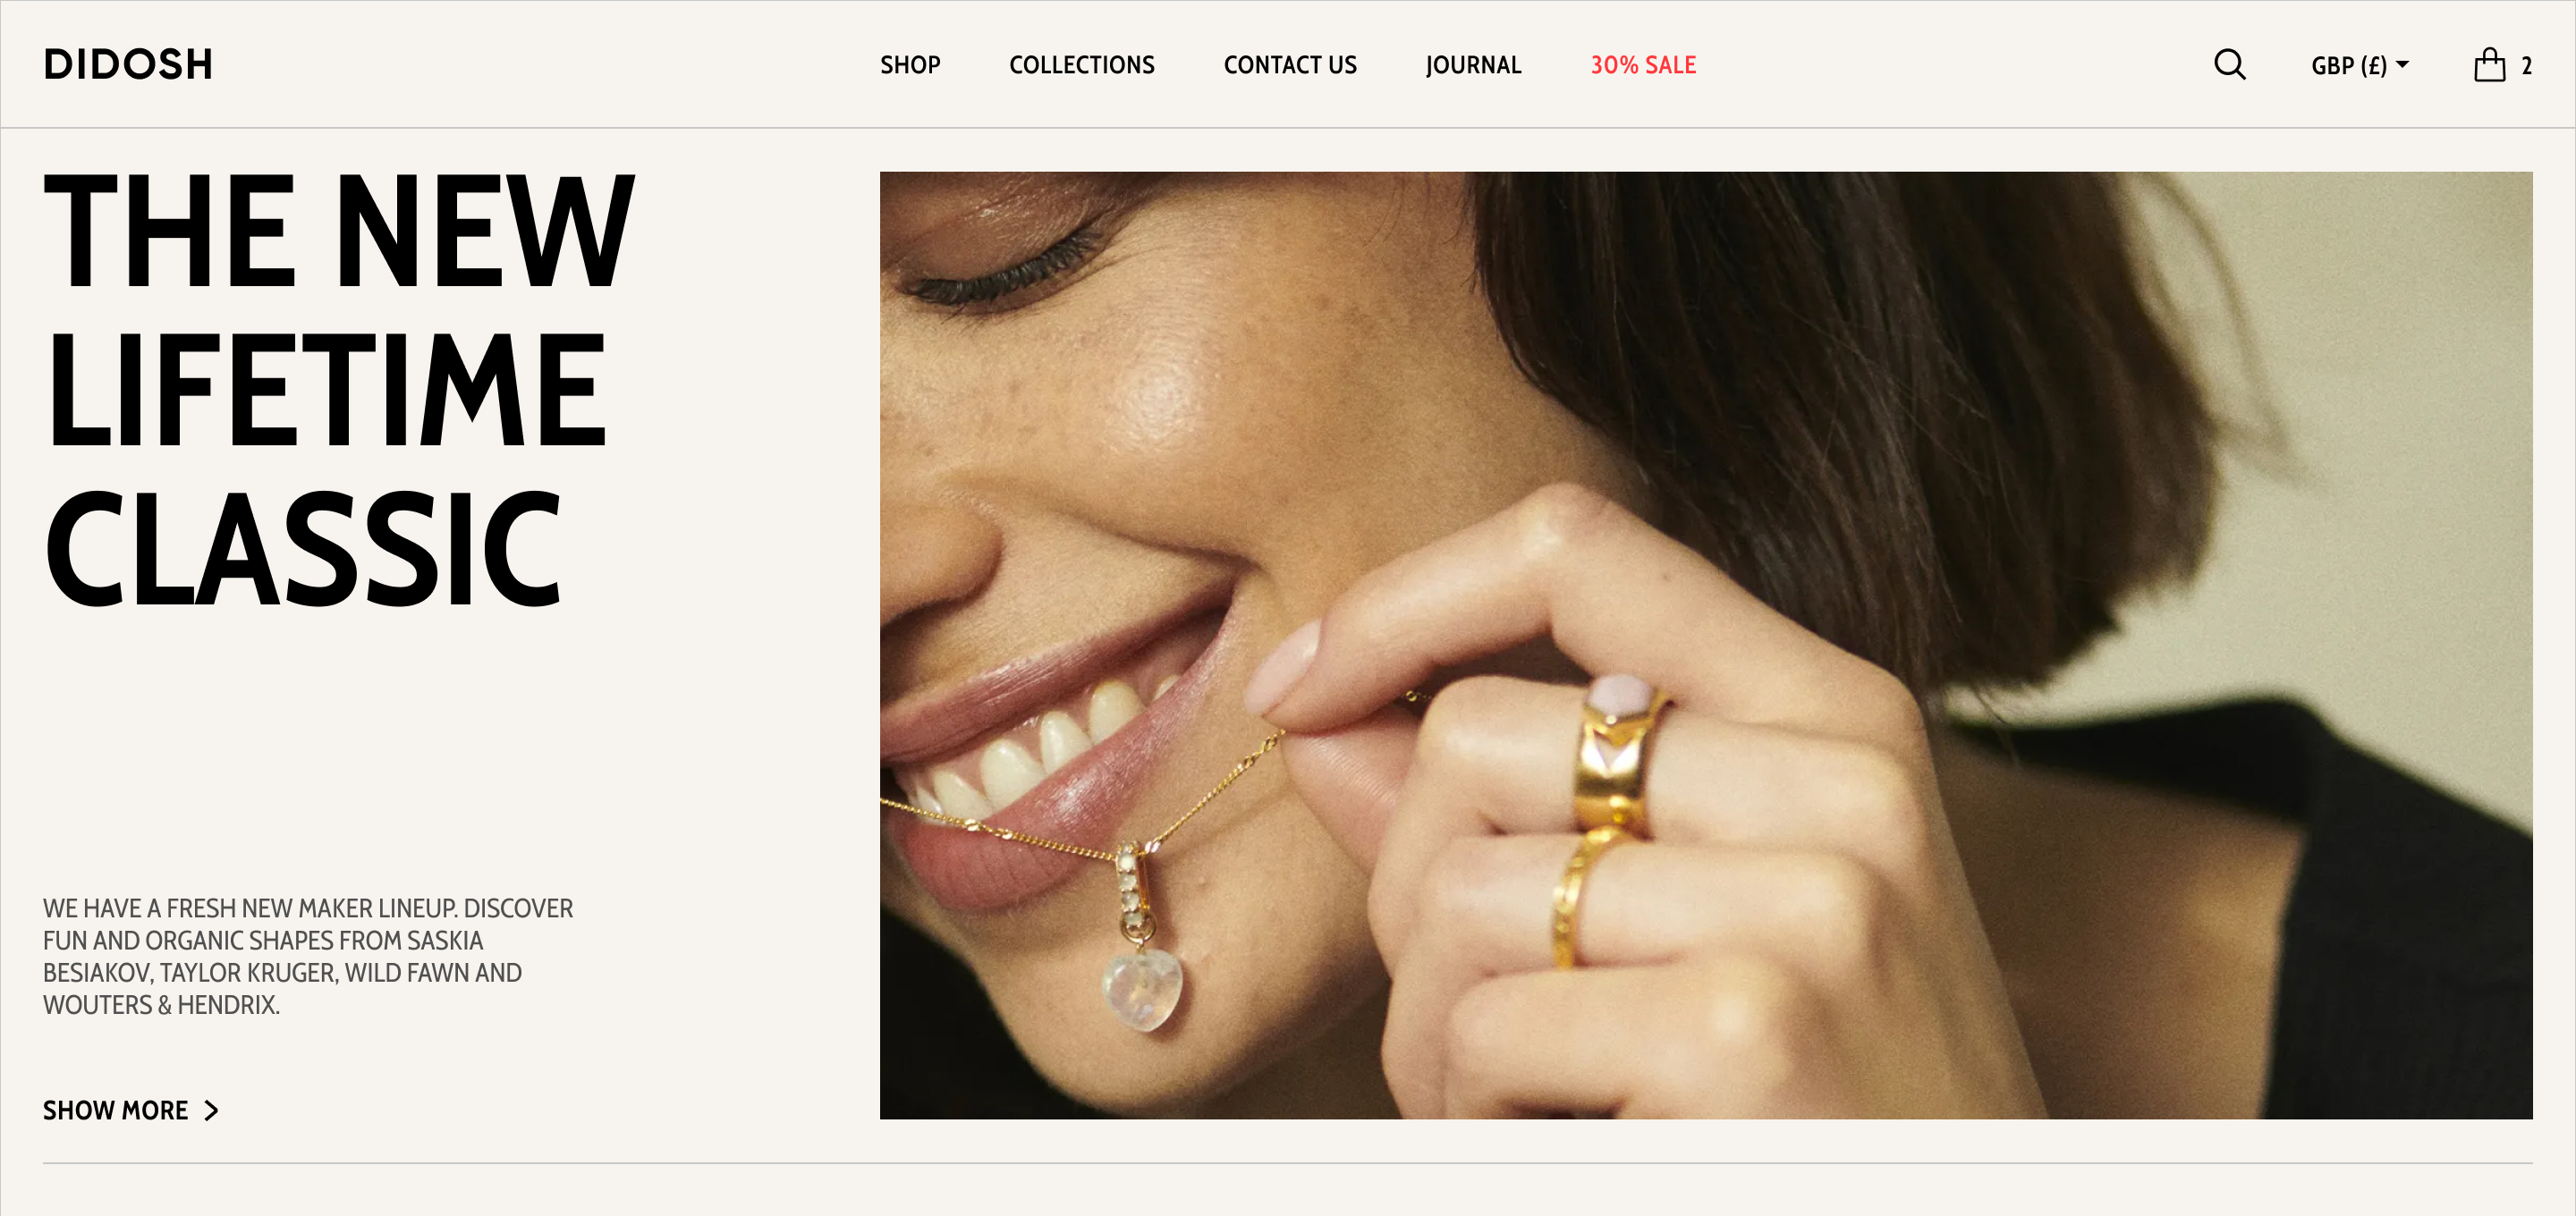 DIDOSH
SHOP
COLLECTIONS
CONTACT US
JOURNAL
30% SALE
GBP (£)
2
THE NEW
LIFETIME
CLASSIC
WE HAVE A FRESH NEW MAKER LINEUP. DISCOVER
FUN AND ORGANIC SHAPES FROM SASKIA
BESIAKOV, TAYLOR KRUGER, WILD FAWN AND
WOUTERS & HENDRIX.
SHOW MORE